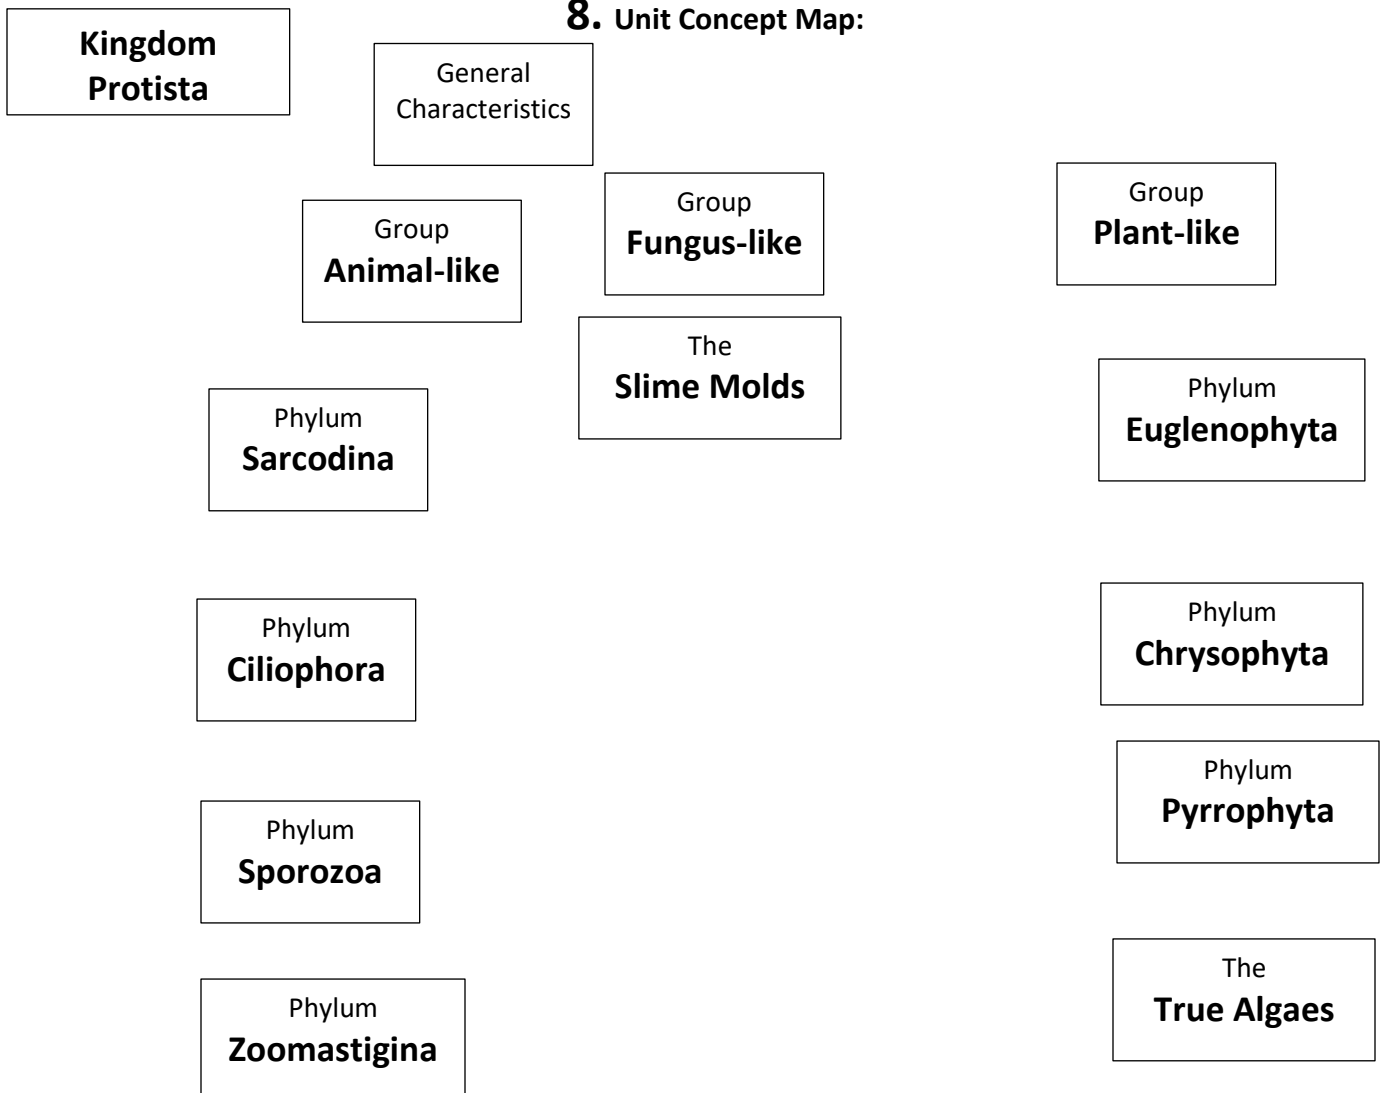 8. Unit Concept Map:
Kingdom
Protista
General
Characteristics
Group
Animal-like
Group
Fungus-like
Group
Plant-like
The
Slime Molds
Phylum
Sarcodina
Phylum
Euglenophyta
Phylum
Ciliophora
Phylum
Chrysophyta
Phylum
Sporozoa
Phylum
Pyrrophyta
Phylum
Zoomastigina
The
True Algaes